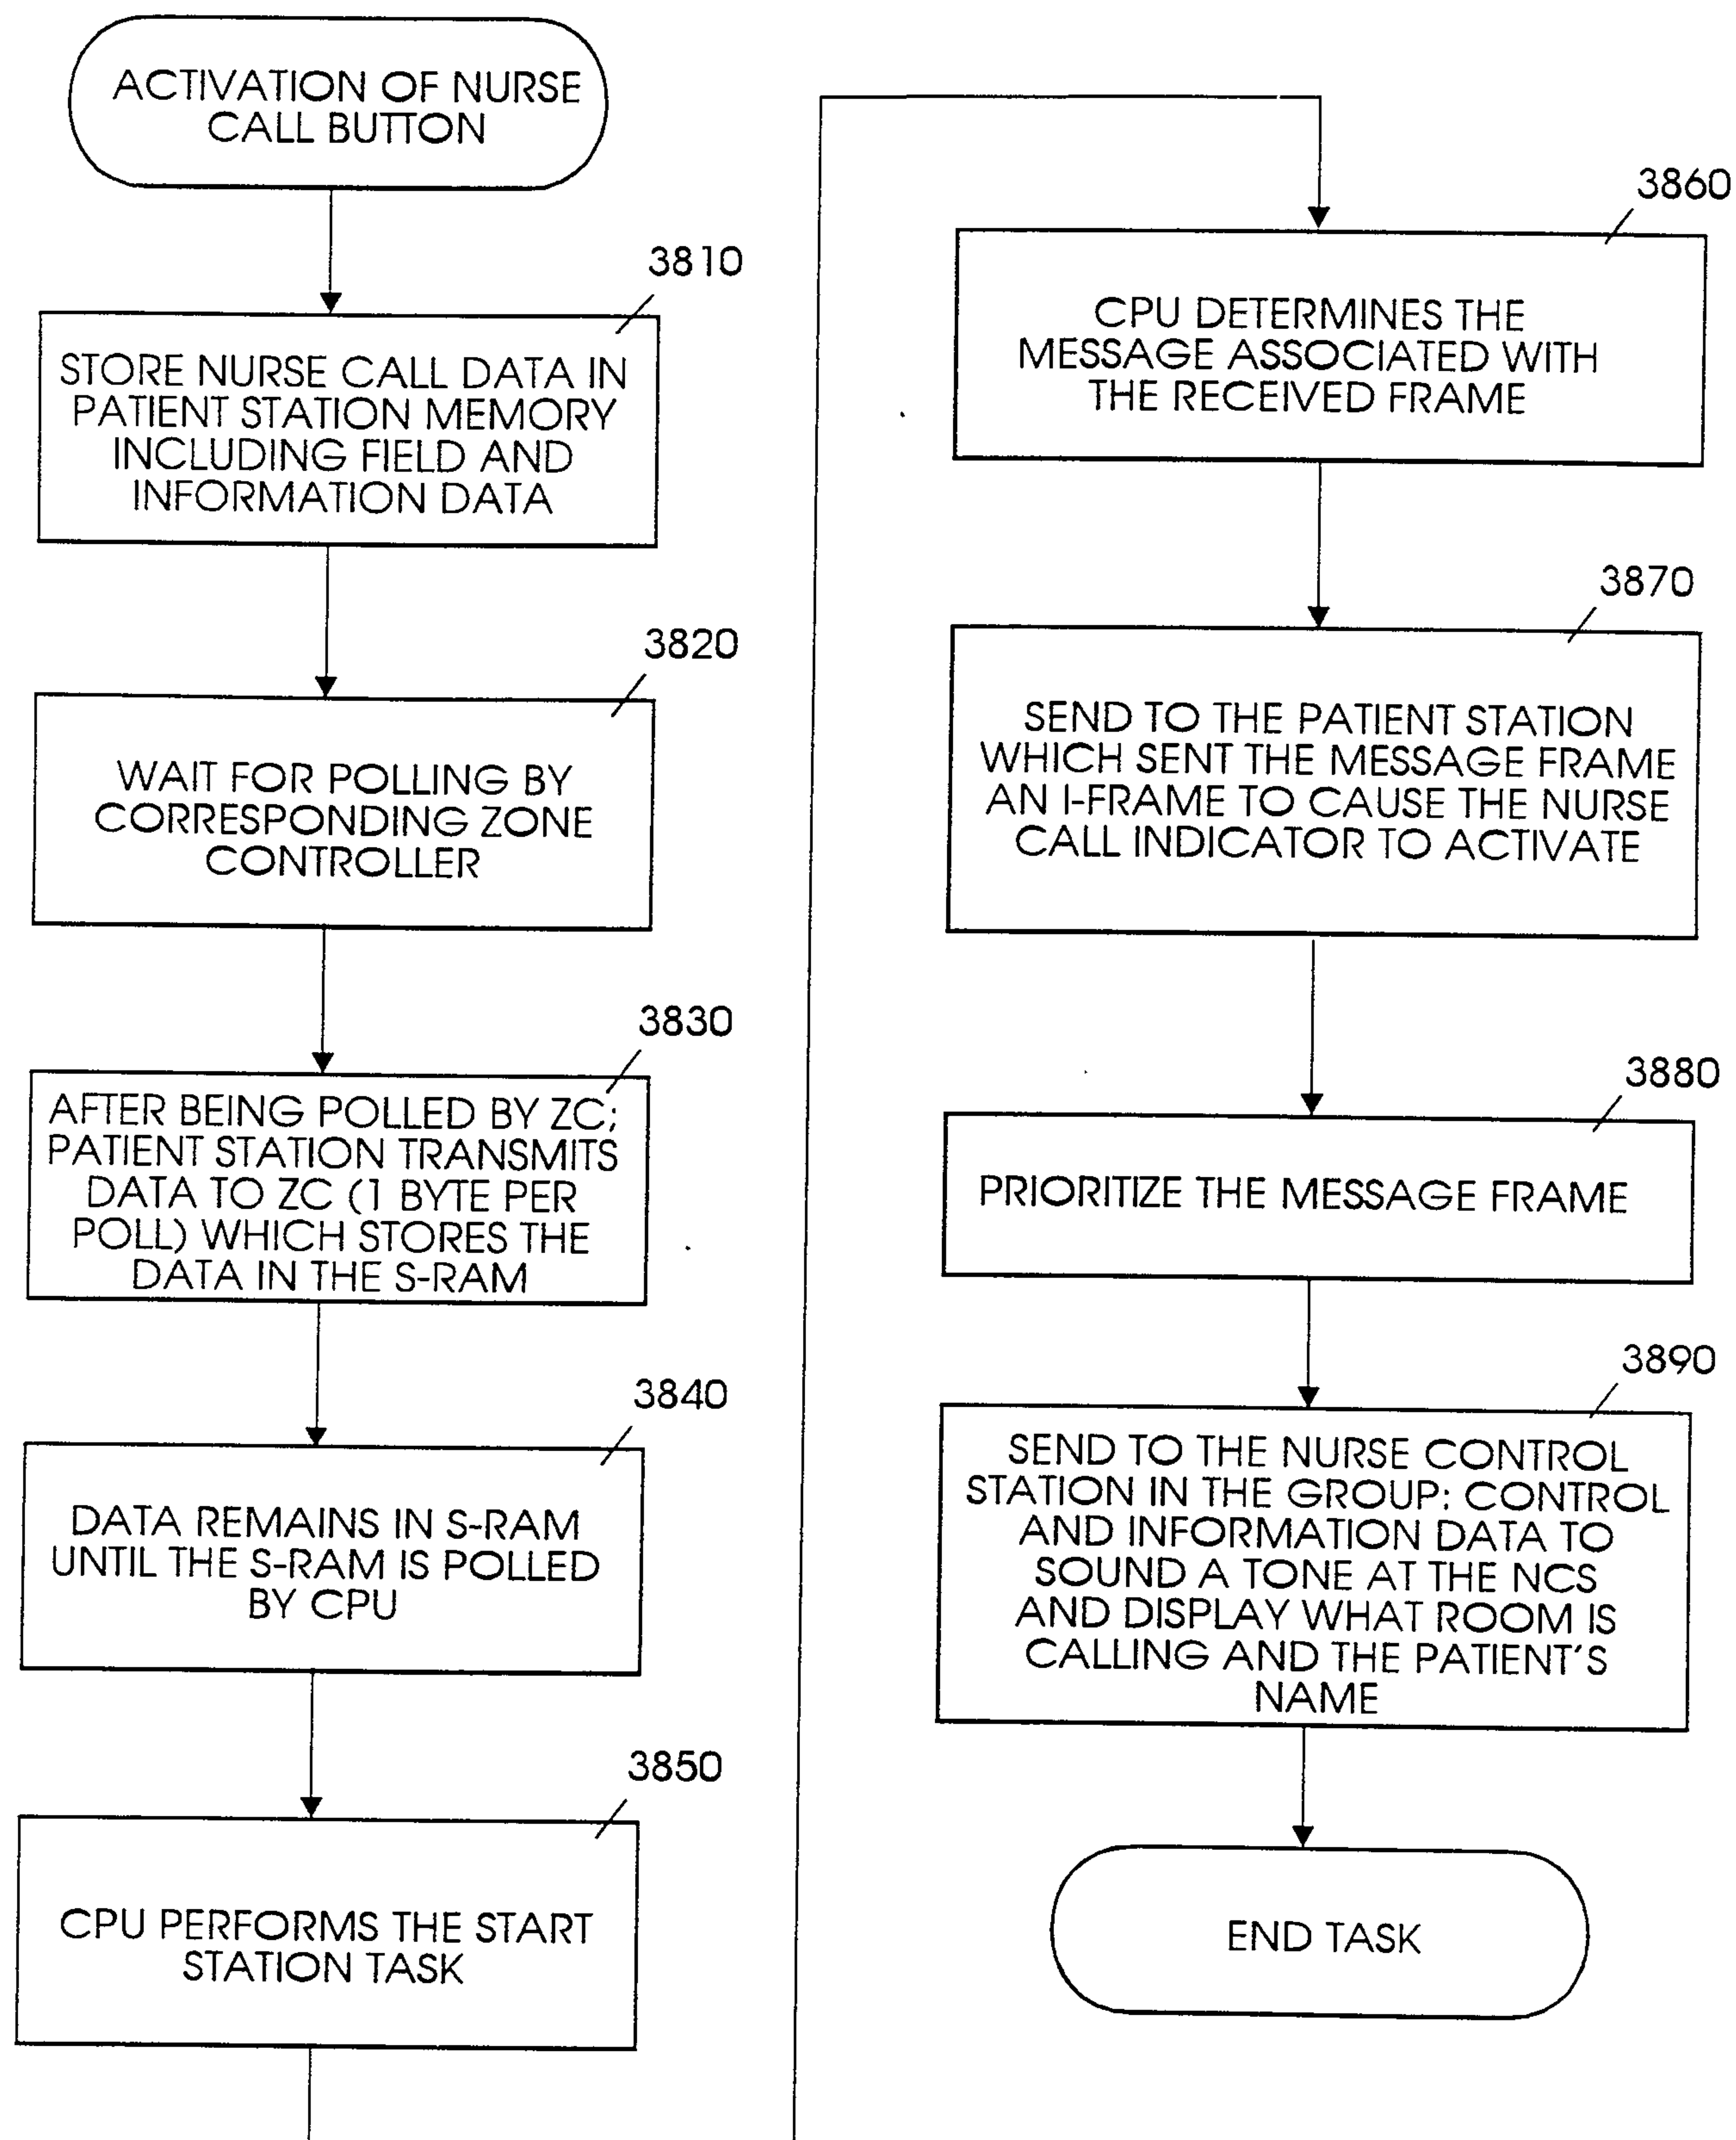 ACTIVATION OF NURSE
CALL BUTTON
3810
STORE NURSE CALL DATA IN
PATIENT STATION MEMORY
INCLUDING FIELD AND
INFORMATION DATA
3820
WAIT FOR POLLING BY
CORRESPONDING ZONE
CONTROLLER
3830
AFTER BEING POLLED BY ZC;
PATIENT STATION TRANSMITS
DATA TO ZC (1 BYTE PER
POLL) WHICH STORES THE
DATA IN THE S-RAM
3840
DATA REMAINS IN S-RAM
UNTIL THE S-RAM IS POLLED
BY CPU
3850
CPU PERFORMS THE START
STATION TASK
3860
CPU DETERMINES THE
MESSAGE ASSOCIATED WITH
THE RECEIVED FRAME
3870
SEND TO THE PATIENT STATION
WHICH SENT THE MESSAGE FRAME
AN I-FRAME TO CAUSE THE NURSE
CALL INDICATOR TO ACTIVATE
3880
PRIORITIZE THE MESSAGE FRAME
3890
SEND TO THE NURSE CONTROL
STATION IN THE GROUP: CONTROL
AND INFORMATION DATA TO
SOUND A TONE AT THE NCS
AND DISPLAY WHAT ROOM IS
CALLING AND THE PATIENT'S
NAME
END TASK